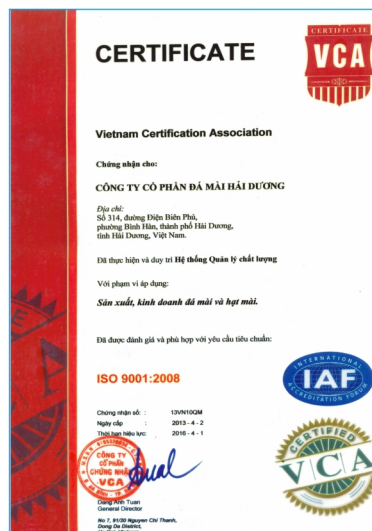 CERTIFICATE
CERTIFICATE
VCA
Vietnam Certification Association
Chứng nhận cho:
CÔNG TY CỔ PHẦN ĐÁ MÀI HẢI DƯƠNG
Địa chỉ:
Số 314, đường Điện Biên Phủ,
phường Bình Hàn, thành phố Hải Dương,
tỉnh Hải Dương, Việt Nam.
Đã thực hiện và duy trì Hệ thống Quản lý chất lượng
Với phạm vi áp dụng:
Sản xuất, kinh doanh đá mài và hạt mài.
Đã được đánh giá và phù hợp với yêu cầu tiêu chuẩn:
ISO 9001:2008
INTERNATIONAL
IAF
ACCREDITATION FORUM
Chứng nhận số: : 13VN10QM
Ngày cấp : 2013 - 4 - 2
Thời hạn hiệu lực: 2016 - 4 - 1
CERTIFIED
VCA
CÔNG TY
CỔ PHẦN
CHỨNG NHẬN
VCA
Dang Anh Tuan
General Director
No 7, 91/30 Nguyen Chi Thanh,
Dong Da District,